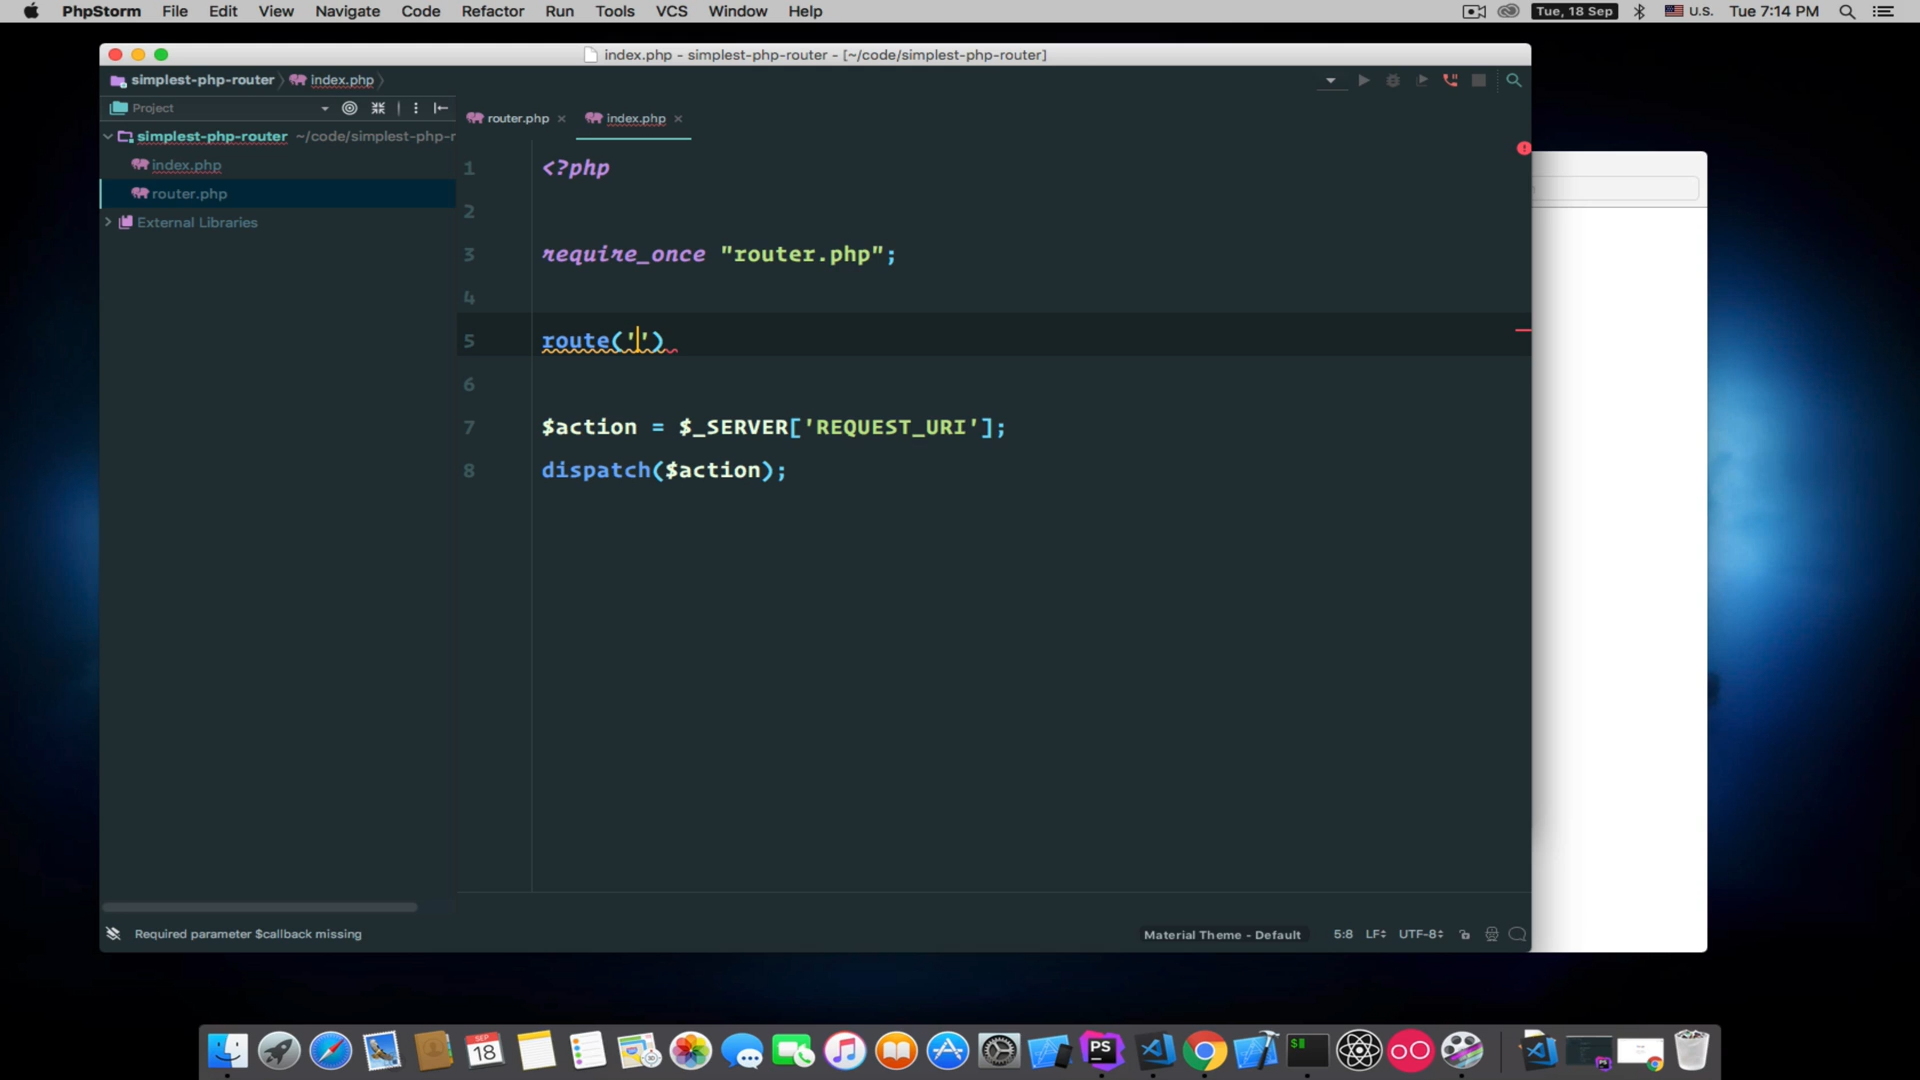 PhpStorm File Edit View Navigate Code Refactor Run Tools VCS Window Help
Tue, 18 Sep U.S. Tue 7:14 PM
index.php - simplest-php-router - [~/code/simplest-php-router]
simplest-php-router index.php
Project
router.php index.php
simplest-php-router ~/code/simplest-php-r
index.php
router.php
External Libraries
1 <?php
2
3 require_once "router.php";
4
5 route('')
6
7 $action = $_SERVER['REQUEST_URI'];
8 dispatch($action);
Required parameter $callback missing
Material Theme - Default 5:8 LF UTF-8
SEP
18
PS
$